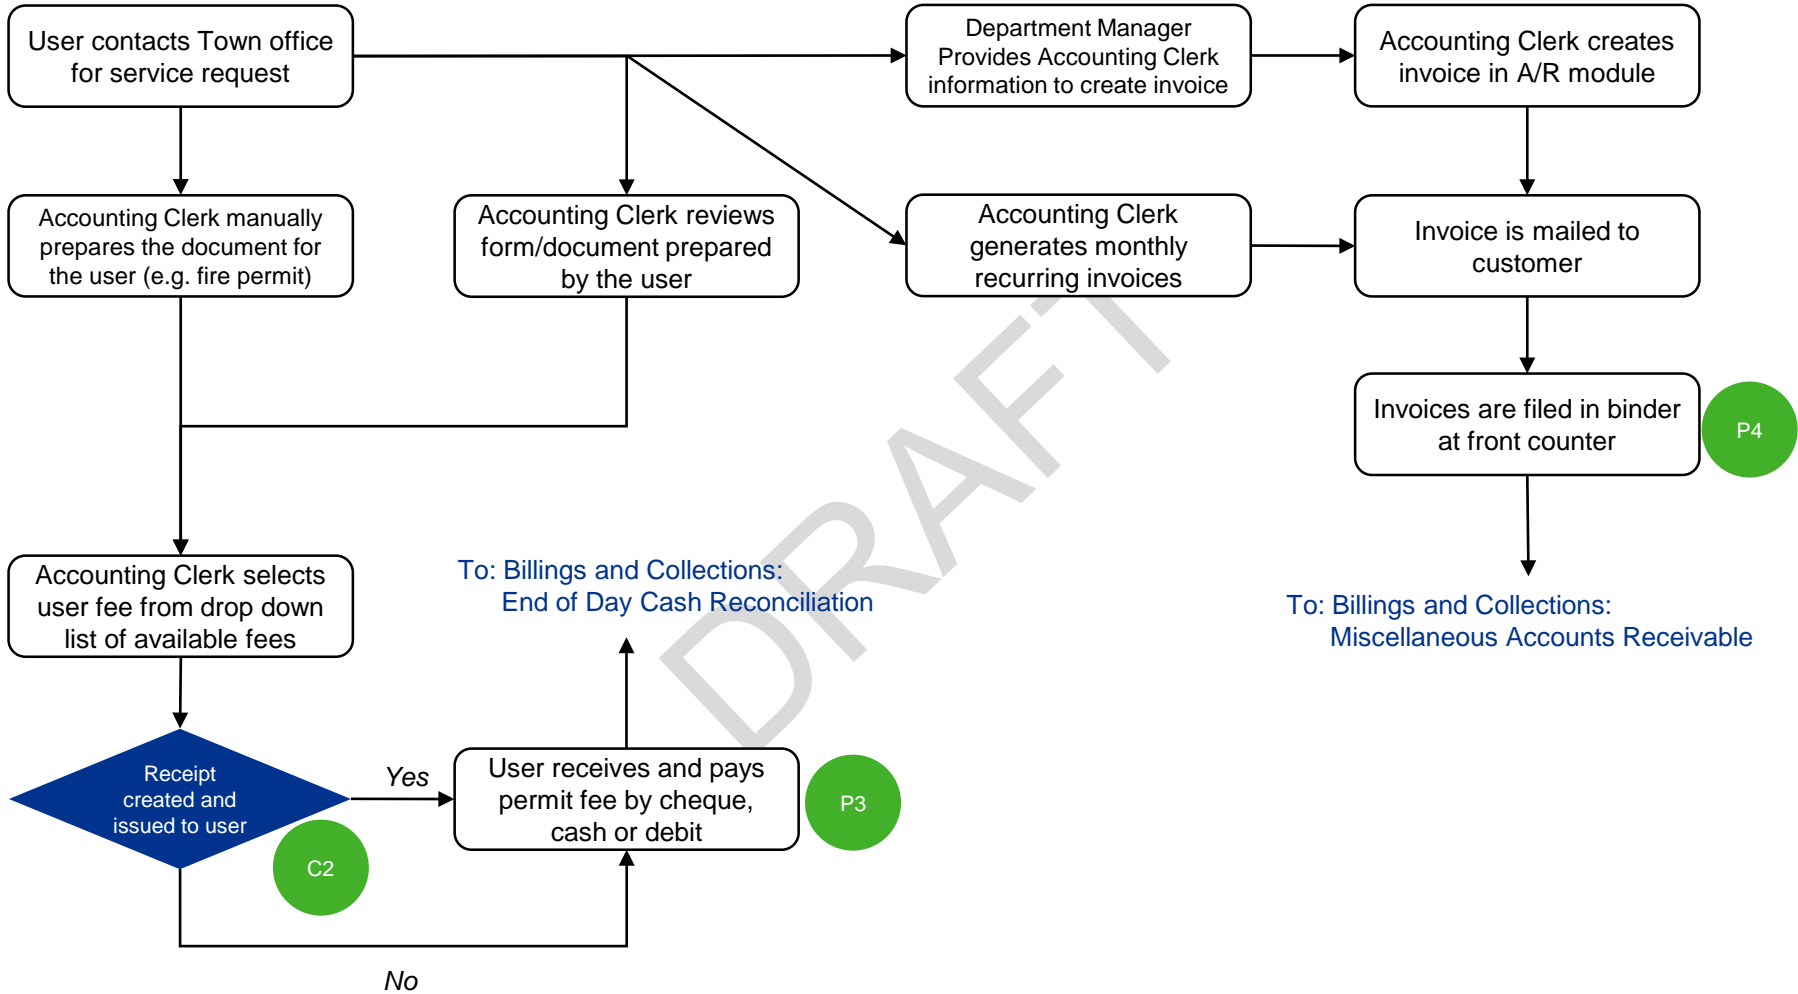 User contacts Town office
for service request
Department Manager
Provides Accounting Clerk
information to create invoice
Accounting Clerk creates
invoice in A/R module
Accounting Clerk manually
prepares the document for
the user (e.g. fire permit)
Accounting Clerk reviews
form/document prepared
by the user
Accounting Clerk
generates monthly
recurring invoices
Invoice is mailed to
customer
Invoices are filed in binder
at front counter
P4
DRAFT
Accounting Clerk selects
user fee from drop down
list of available fees
To: Billings and Collections:
End of Day Cash Reconciliation
To: Billings and Collections:
Miscellaneous Accounts Receivable
Receipt
created and
issued to user
Yes
User receives and pays
permit fee by cheque,
cash or debit
P3
C2
No